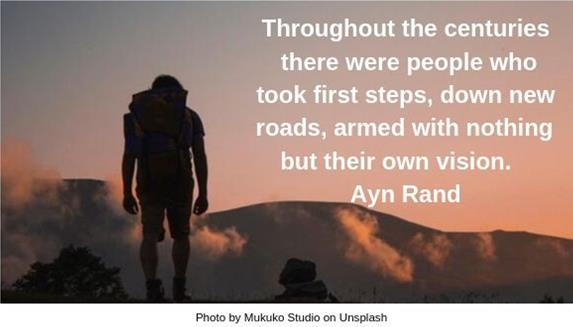 Throughout the centuries
there were people who
took first steps, down new
roads, armed with nothing
but their own vision.
Ayn Rand
Photo by Mukuko Studio on Unsplash